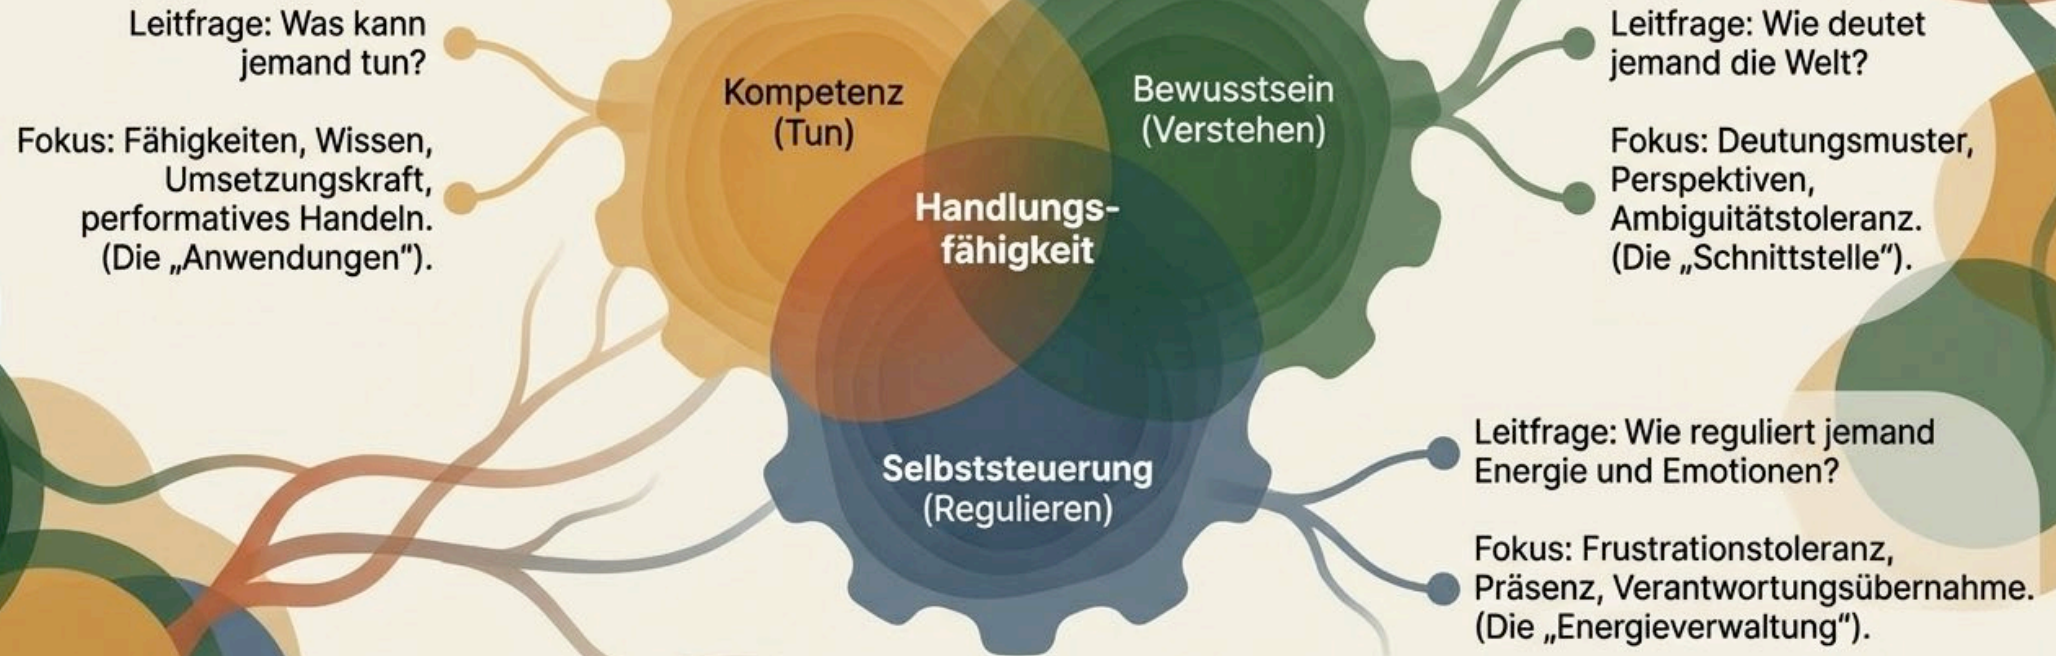 Leitfrage: Was kann
jemand tun?
Fokus: Fähigkeiten, Wissen,
Umsetzungskraft,
performatives Handeln.
(Die „Anwendungen“).
Kompetenz
(Tun)
Bewusstsein
(Verstehen)
Handlungs-
fähigkeit
Leitfrage: Wie deutet
jemand die Welt?
Fokus: Deutungsmuster,
Perspektiven,
Ambiguitätstoleranz.
(Die „Schnittstelle“).
Selbststeuerung
(Regulieren)
Leitfrage: Wie reguliert jemand
Energie und Emotionen?
Fokus: Frustrationstoleranz,
Präsenz, Verantwortungsübernahme.
(Die „Energieverwaltung“).